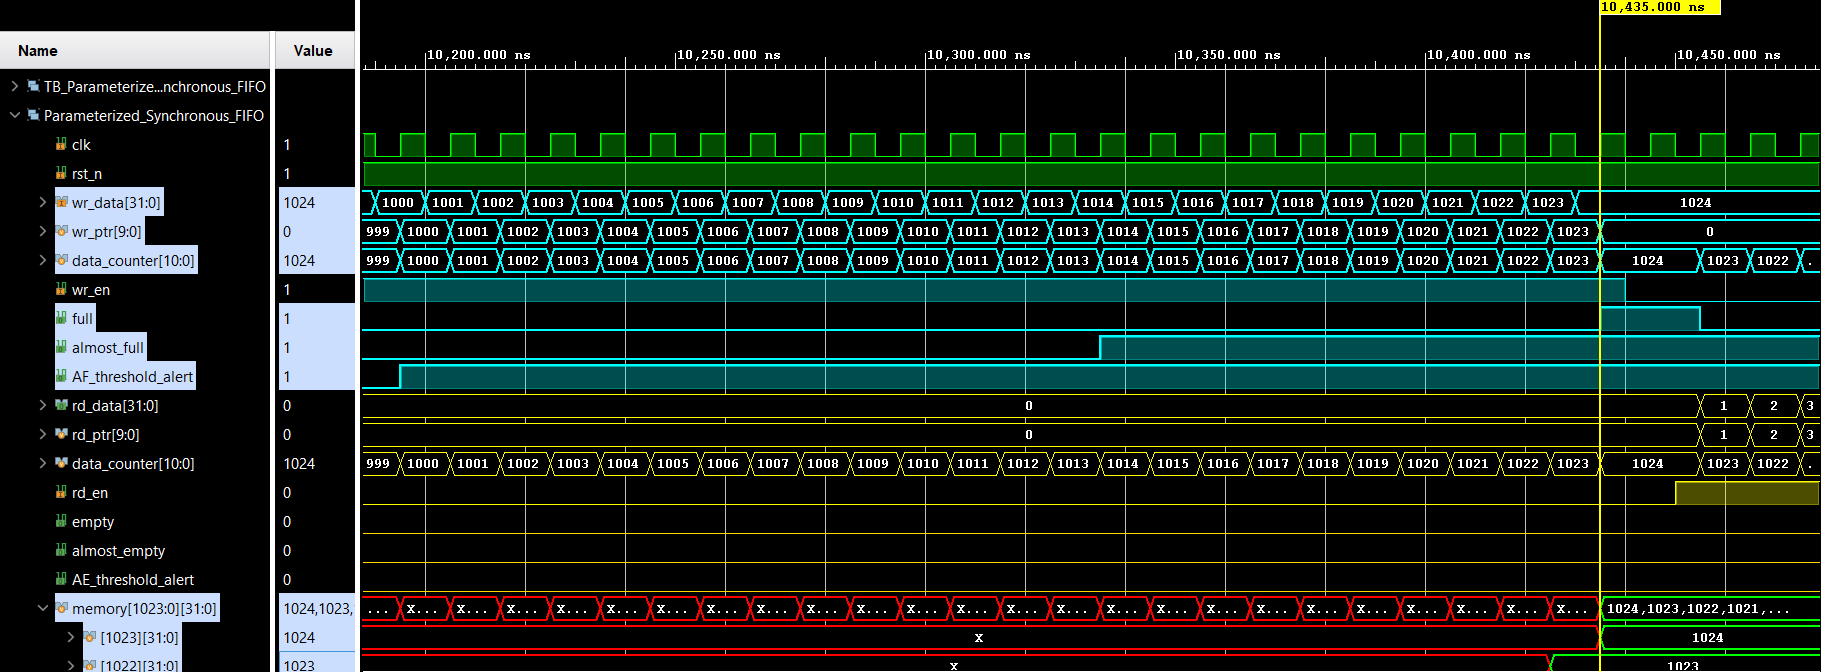 10,435.000 ns
Name Value 10,200.000 ns 10,250.000 ns 10,300.000 ns 10,350.000 ns 10,400.000 ns 10,450.000 ns
TB_Parameterize...nchronous_FIFO
Parameterized_Synchronous_FIFO
clk 1
rst_n 1
wr_data[31:0] 1024 1000 1001 1002 1003 1004 1005 1006 1007 1008 1009 1010 1011 1012 1013 1014 1015 1016 1017 1018 1019 1020 1021 1022 1023 1024
wr_ptr[9:0] 0 999 1000 1001 1002 1003 1004 1005 1006 1007 1008 1009 1010 1011 1012 1013 1014 1015 1016 1017 1018 1019 1020 1021 1022 1023 0
data_counter[10:0] 1024 999 1000 1001 1002 1003 1004 1005 1006 1007 1008 1009 1010 1011 1012 1013 1014 1015 1016 1017 1018 1019 1020 1021 1022 1023 1024 1023 1022 .
wr_en 1
full 1
almost_full 1
AF_threshold_alert 1
rd_data[31:0] 0 0 1 2 3
rd_ptr[9:0] 0 0 1 2 3
data_counter[10:0] 1024 999 1000 1001 1002 1003 1004 1005 1006 1007 1008 1009 1010 1011 1012 1013 1014 1015 1016 1017 1018 1019 1020 1021 1022 1023 1024 1023 1022 .
rd_en 0
empty 0
almost_empty 0
AE_threshold_alert 0
memory[1023:0][31:0] 1024,1023, ... X... X... X... X... X... X... X... X... X... X... X... X... X... X... X... X... X... X... X... X... X... X... X... X... 1024,1023,1022,1021,...
[1023][31:0] 1024 X 1024
[1022][31:0] 1023 X 1023